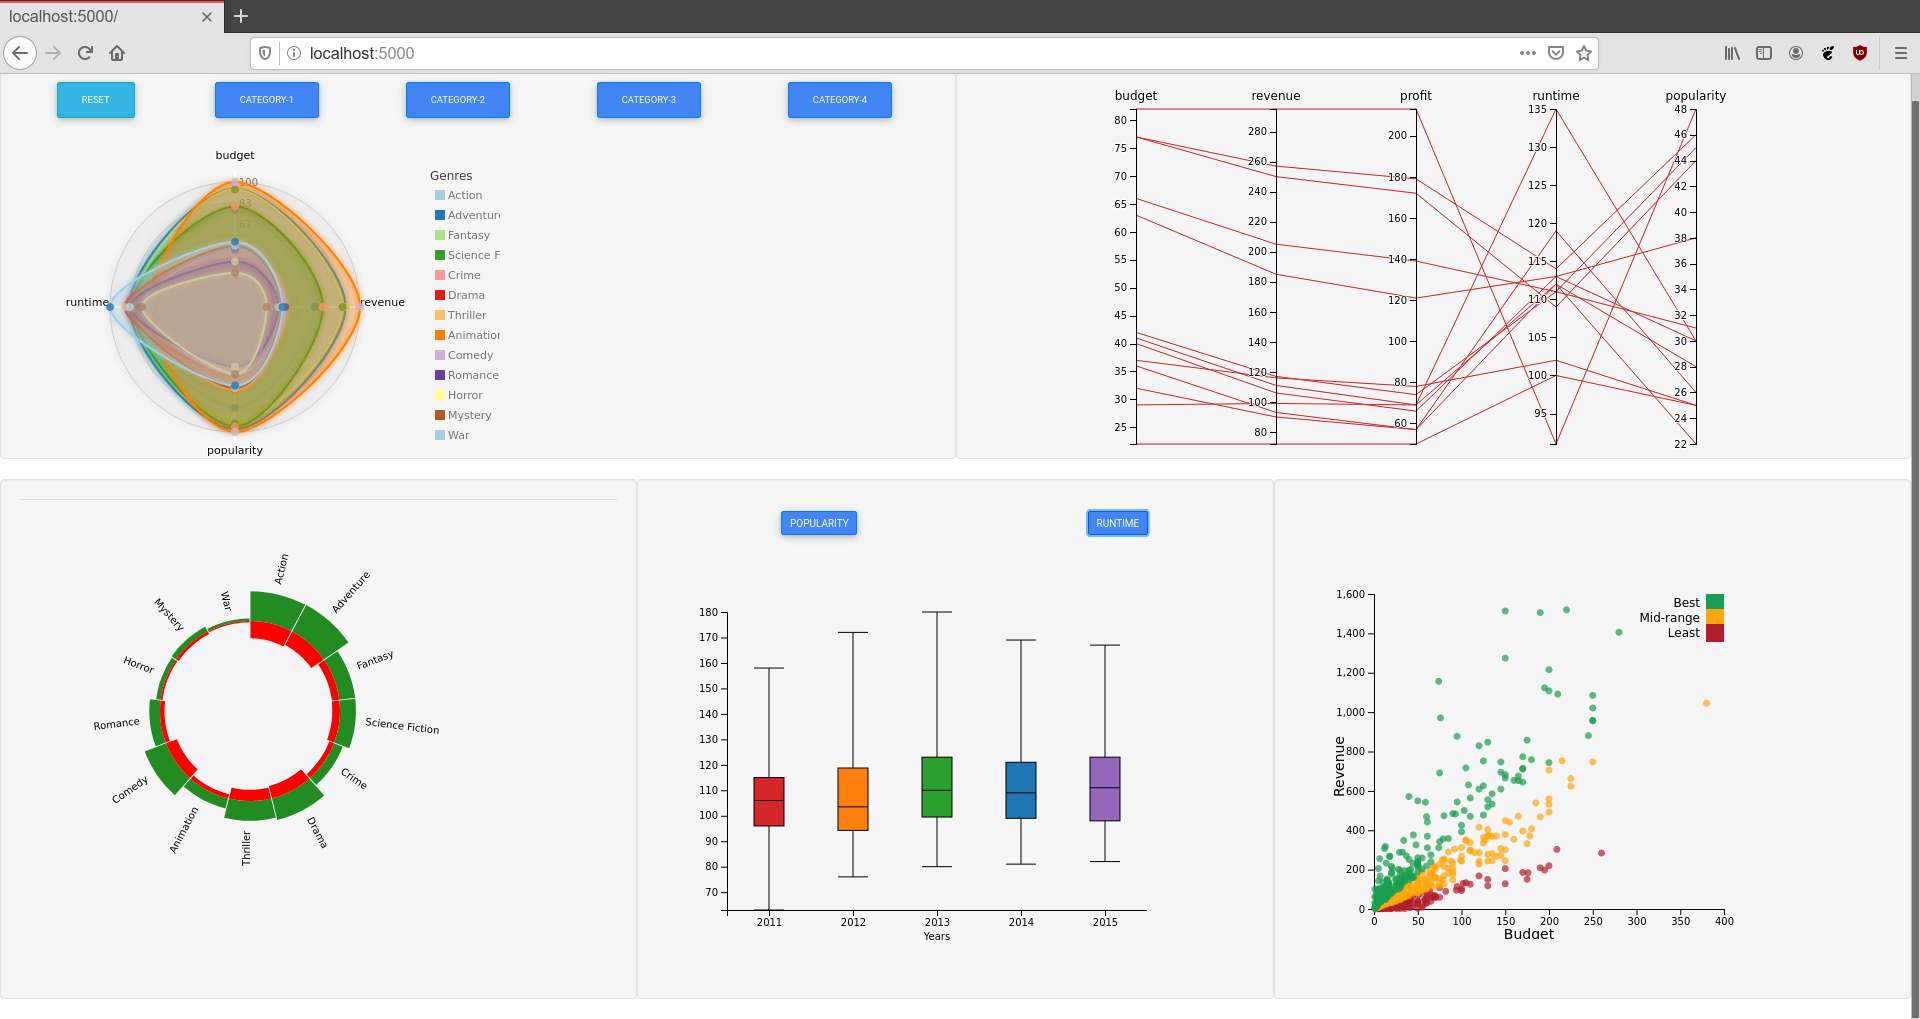 localhost:5000/
localhost:5000
RESET
CATEGORY-1
CATEGORY-2
CATEGORY-3
CATEGORY-4
budget
100
83
67
runtime
revenue
popularity
Genres
Action
Adventur
Fantasy
Science F
Crime
Drama
Thriller
Animation
Comedy
Romance
Horror
Mystery
War
budget revenue profit runtime popularity
80
75
70
65
60
55
50
45
40
35
30
25
280
260
240
220
200
180
160
140
120
100
80
200
180
160
140
120
100
80
60
135
130
125
120
115
110
105
100
95
48
46
44
42
40
38
36
34
32
30
28
26
24
22
Action
Adventure
Fantasy
Science Fiction
Crime
Drama
Thriller
Animation
Comedy
Romance
Horror
Mystery
War
POPULARITY
RUNTIME
180
170
160
150
140
130
120
110
100
90
80
70
2011 2012 2013 2014 2015
Years
Best
Mid-range
Least
Revenue
1,600
1,400
1,200
1,000
800
600
400
200
0
0 50 100 150 200 250 300 350 400
Budget